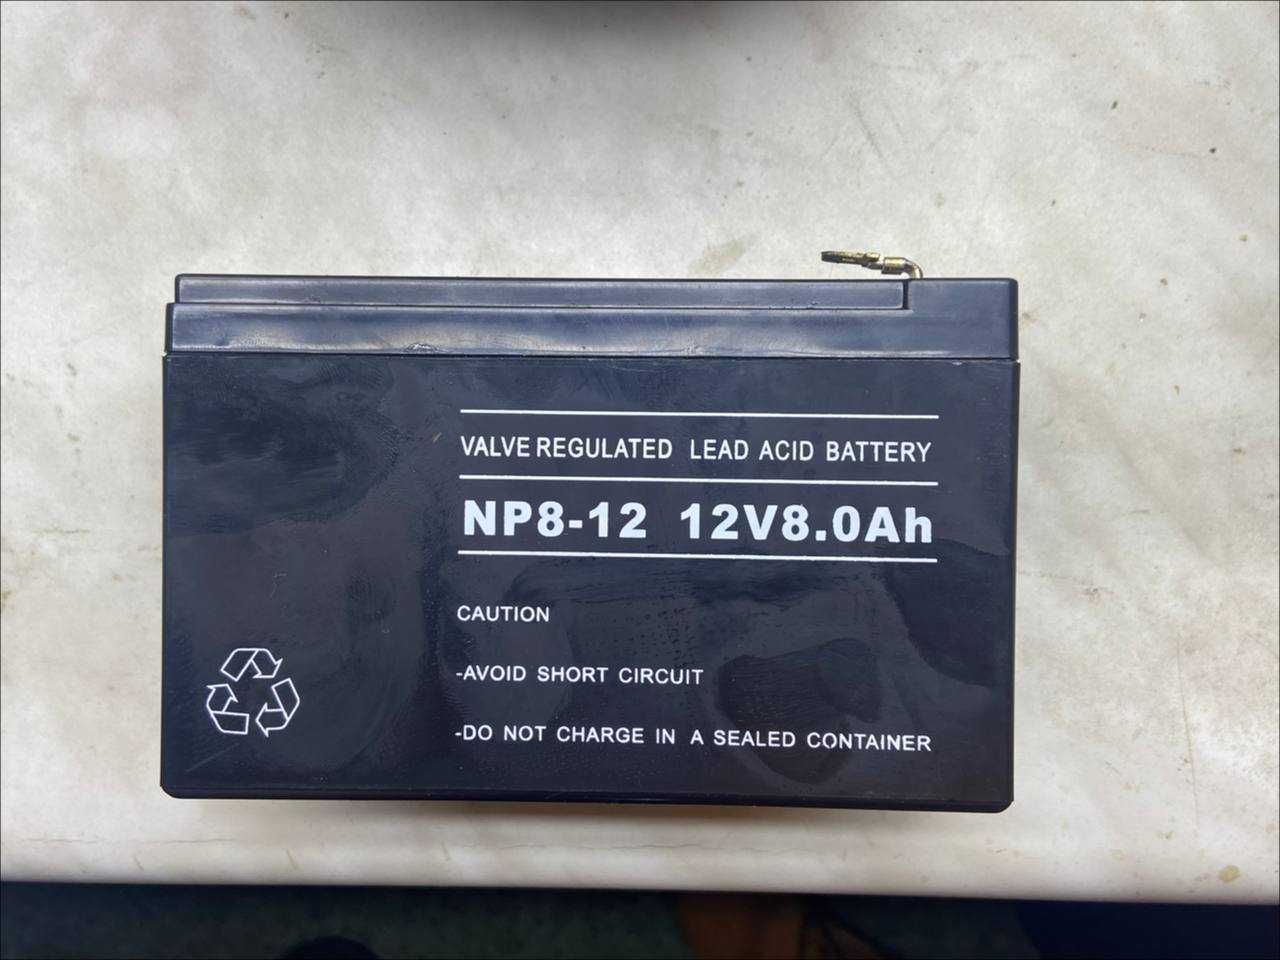 VALVE REGULATED LEAD ACID BATTERY
NP8-12 12V8.0Ah
CAUTION
-AVOID SHORT CIRCUIT
-DO NOT CHARGE IN A SEALED CONTAINER